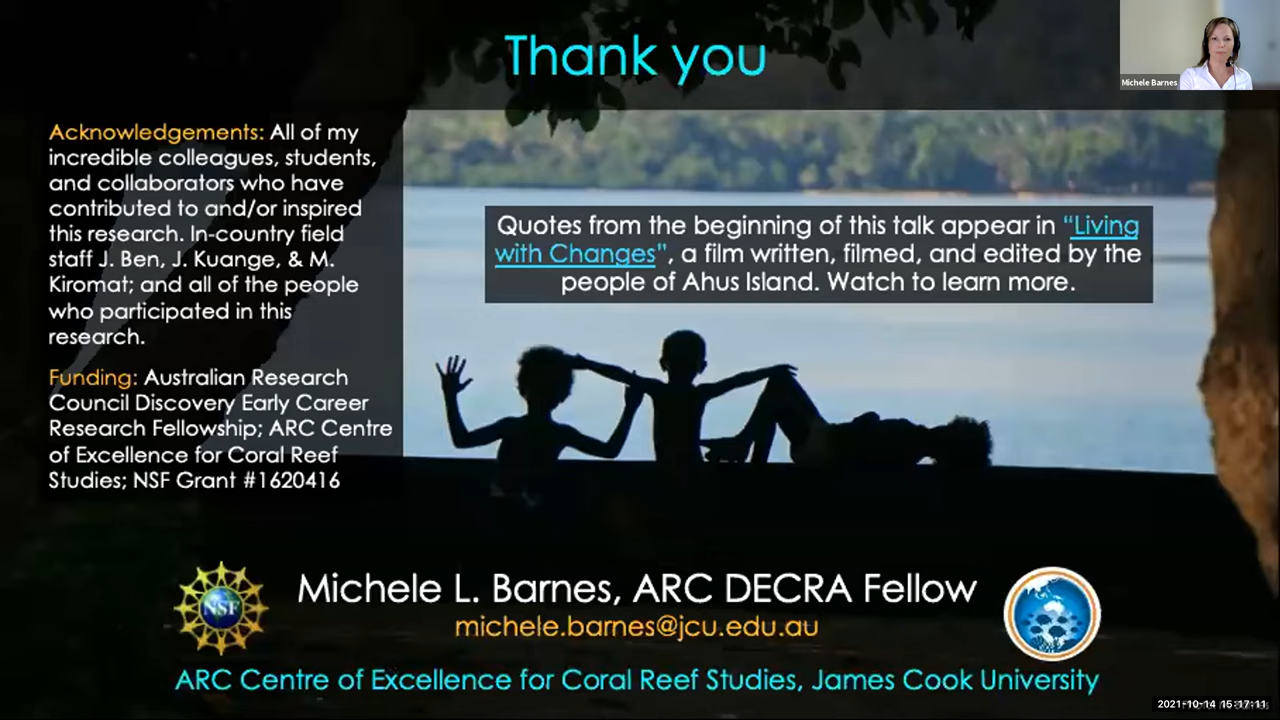 Thank you
Michele Barnes
Acknowledgements: All of my
incredible colleagues, students,
and collaborators who have
contributed to and/or inspired
this research. In-country field
staff J. Ben, J. Kuange, & M.
Kiromat; and all of the people
who participated in this
research.
Funding: Australian Research
Council Discovery Early Career
Research Fellowship; ARC Centre
of Excellence for Coral Reef
Studies; NSF Grant #1620416
Quotes from the beginning of this talk appear in “Living
with Changes”, a film written, filmed, and edited by the
people of Ahus Island. Watch to learn more.
NSF
Michele L. Barnes, ARC DECRA Fellow
michele.barnes@jcu.edu.au
ARC Centre of Excellence for Coral Reef Studies, James Cook University
2021-10-14 15:17:11